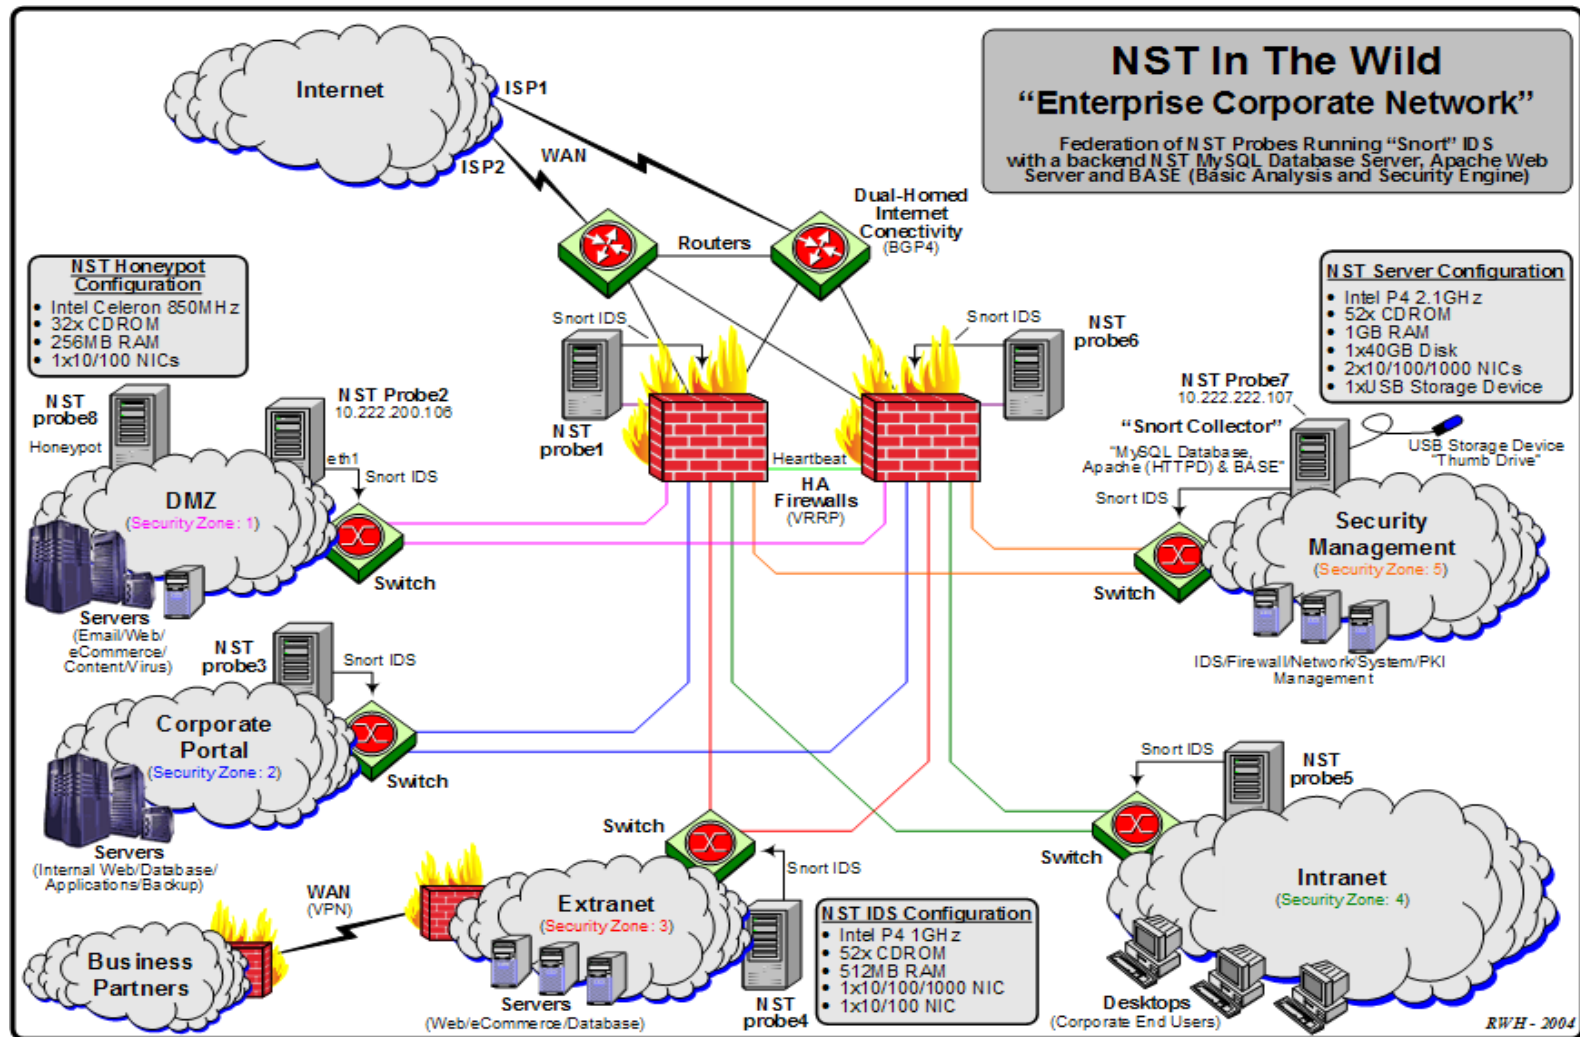 NST In The Wild
“Enterprise Corporate Network”
Federation of NST Probes Running “Snort” IDS
with a backend NST MySQL Database Server, Apache Web
Server and BASE (Basic Analysis and Security Engine)
Internet
ISP1
ISP2
WAN
Dual-Homed
Internet
Conectivity
(BGP4)
Routers
NST Honeypot
Configuration
• Intel Celeron 850MHz
• 32x CDROM
• 256MB RAM
• 1x10/100 NICs
NST Server Configuration
• Intel P4 2.1GHz
• 52x CDROM
• 1GB RAM
• 1x40GB Disk
• 2x10/100/1000 NICs
• 1xUSB Storage Device
Snort IDS
NST
probe1
Snort IDS
NST
probe6
NST
probe8
Honeypot
NST Probe2
10.222.200.106
eth1
Snort IDS
DMZ
(Security Zone: 1)
Switch
Servers
(Email/Web/
eCommerce/
Content/Virus)
Heartbeat
HA
Firewalls
(VRRP)
NST Probe7
10.222.222.107
“Snort Collector”
“MySQL Database,
Apache (HTTPD) & BASE”
USB Storage Device
“Thumb Drive”
Snort IDS
Security
Management
(Security Zone: 5)
Switch
IDS/Firewall/Network/System/PKI
Management
NST
probe3
Snort IDS
Corporate
Portal
(Security Zone: 2)
Switch
Servers
(Internal Web/Database/
Applications/Backup)
Snort IDS
NST
probe5
Switch
Intranet
(Security Zone: 4)
Desktops
(Corporate End Users)
Switch
Snort IDS
Extranet
(Security Zone: 3)
Servers
(Web/eCommerce/Database)
NST
probe4
WAN
(VPN)
Business
Partners
NST IDS Configuration
• Intel P4 1GHz
• 52x CDROM
• 512MB RAM
• 1x10/100/1000 NIC
• 1x10/100 NIC
RWH - 2004